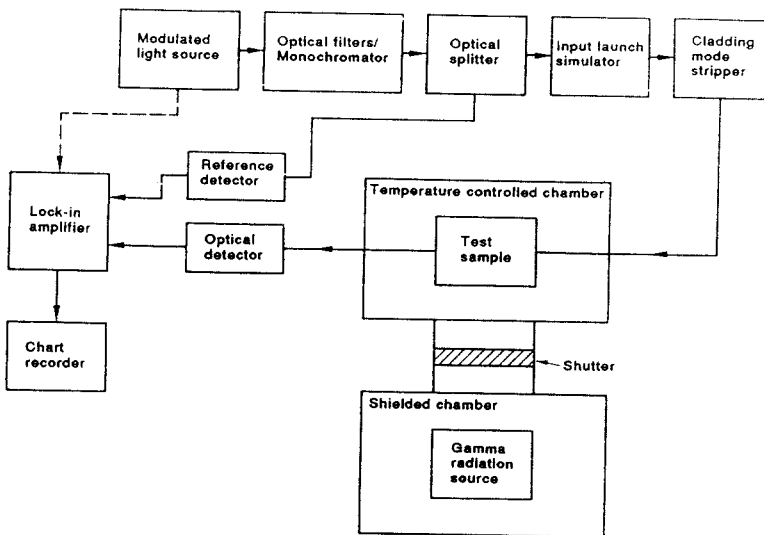 Modulated
light source
Optical filters/
Monochromator
Optical
splitter
Input launch
simulator
Cladding
mode
stripper
Reference
detector
Temperature controlled chamber
Lock-in
amplifier
Optical
detector
Test
sample
Chart
recorder
Shutter
Shielded chamber
Gamma
radiation
source